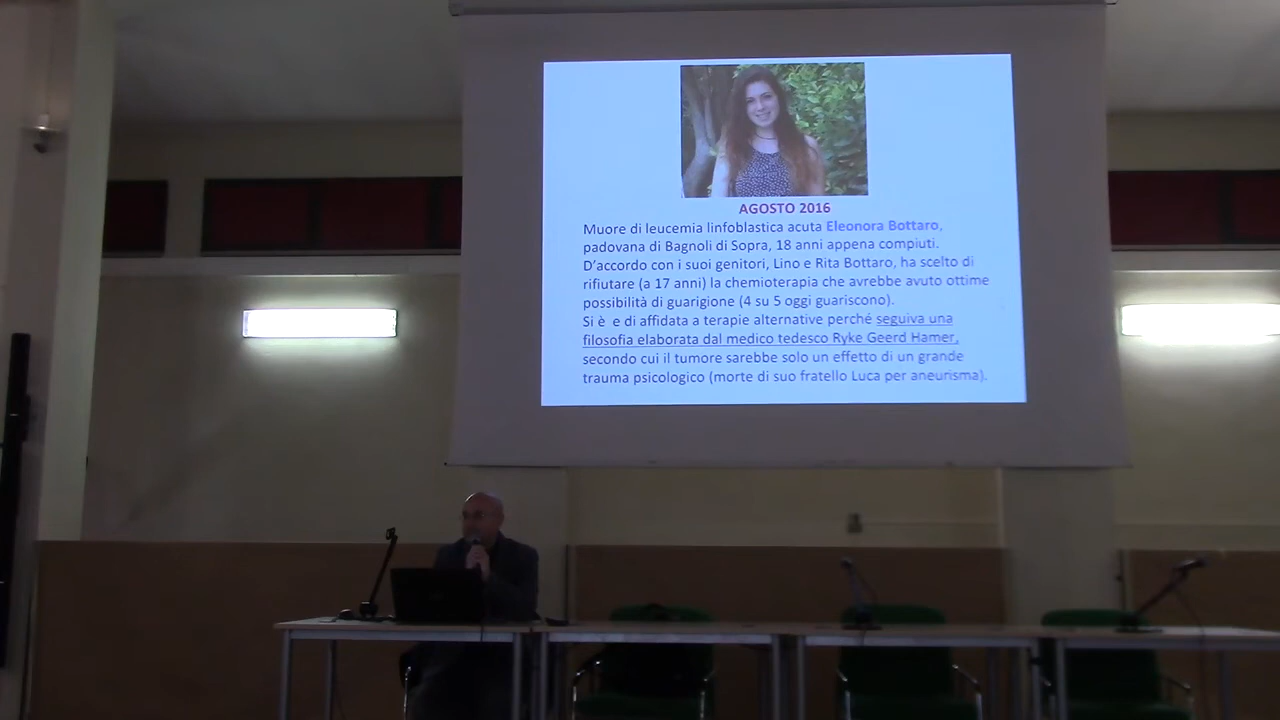 AGOSTO 2016
Muore di leucemia linfoblastica acuta Eleonora Bottaro,
padovana di Bagnoli di Sopra, 18 anni appena compiuti.
D'accordo con i suoi genitori, Lino e Rita Bottaro, ha scelto di
rifiutare (a 17 anni) la chemioterapia che avrebbe avuto ottime
possibilità di guarigione (4 su 5 oggi guariscono).
Si è e di affidata a terapie alternative perché seguiva una
filosofia elaborata dal medico tedesco Ryke Geerd Hamer,
secondo cui il tumore sarebbe solo un effetto di un grande
trauma psicologico (morte di suo fratello Luca per aneurisma).